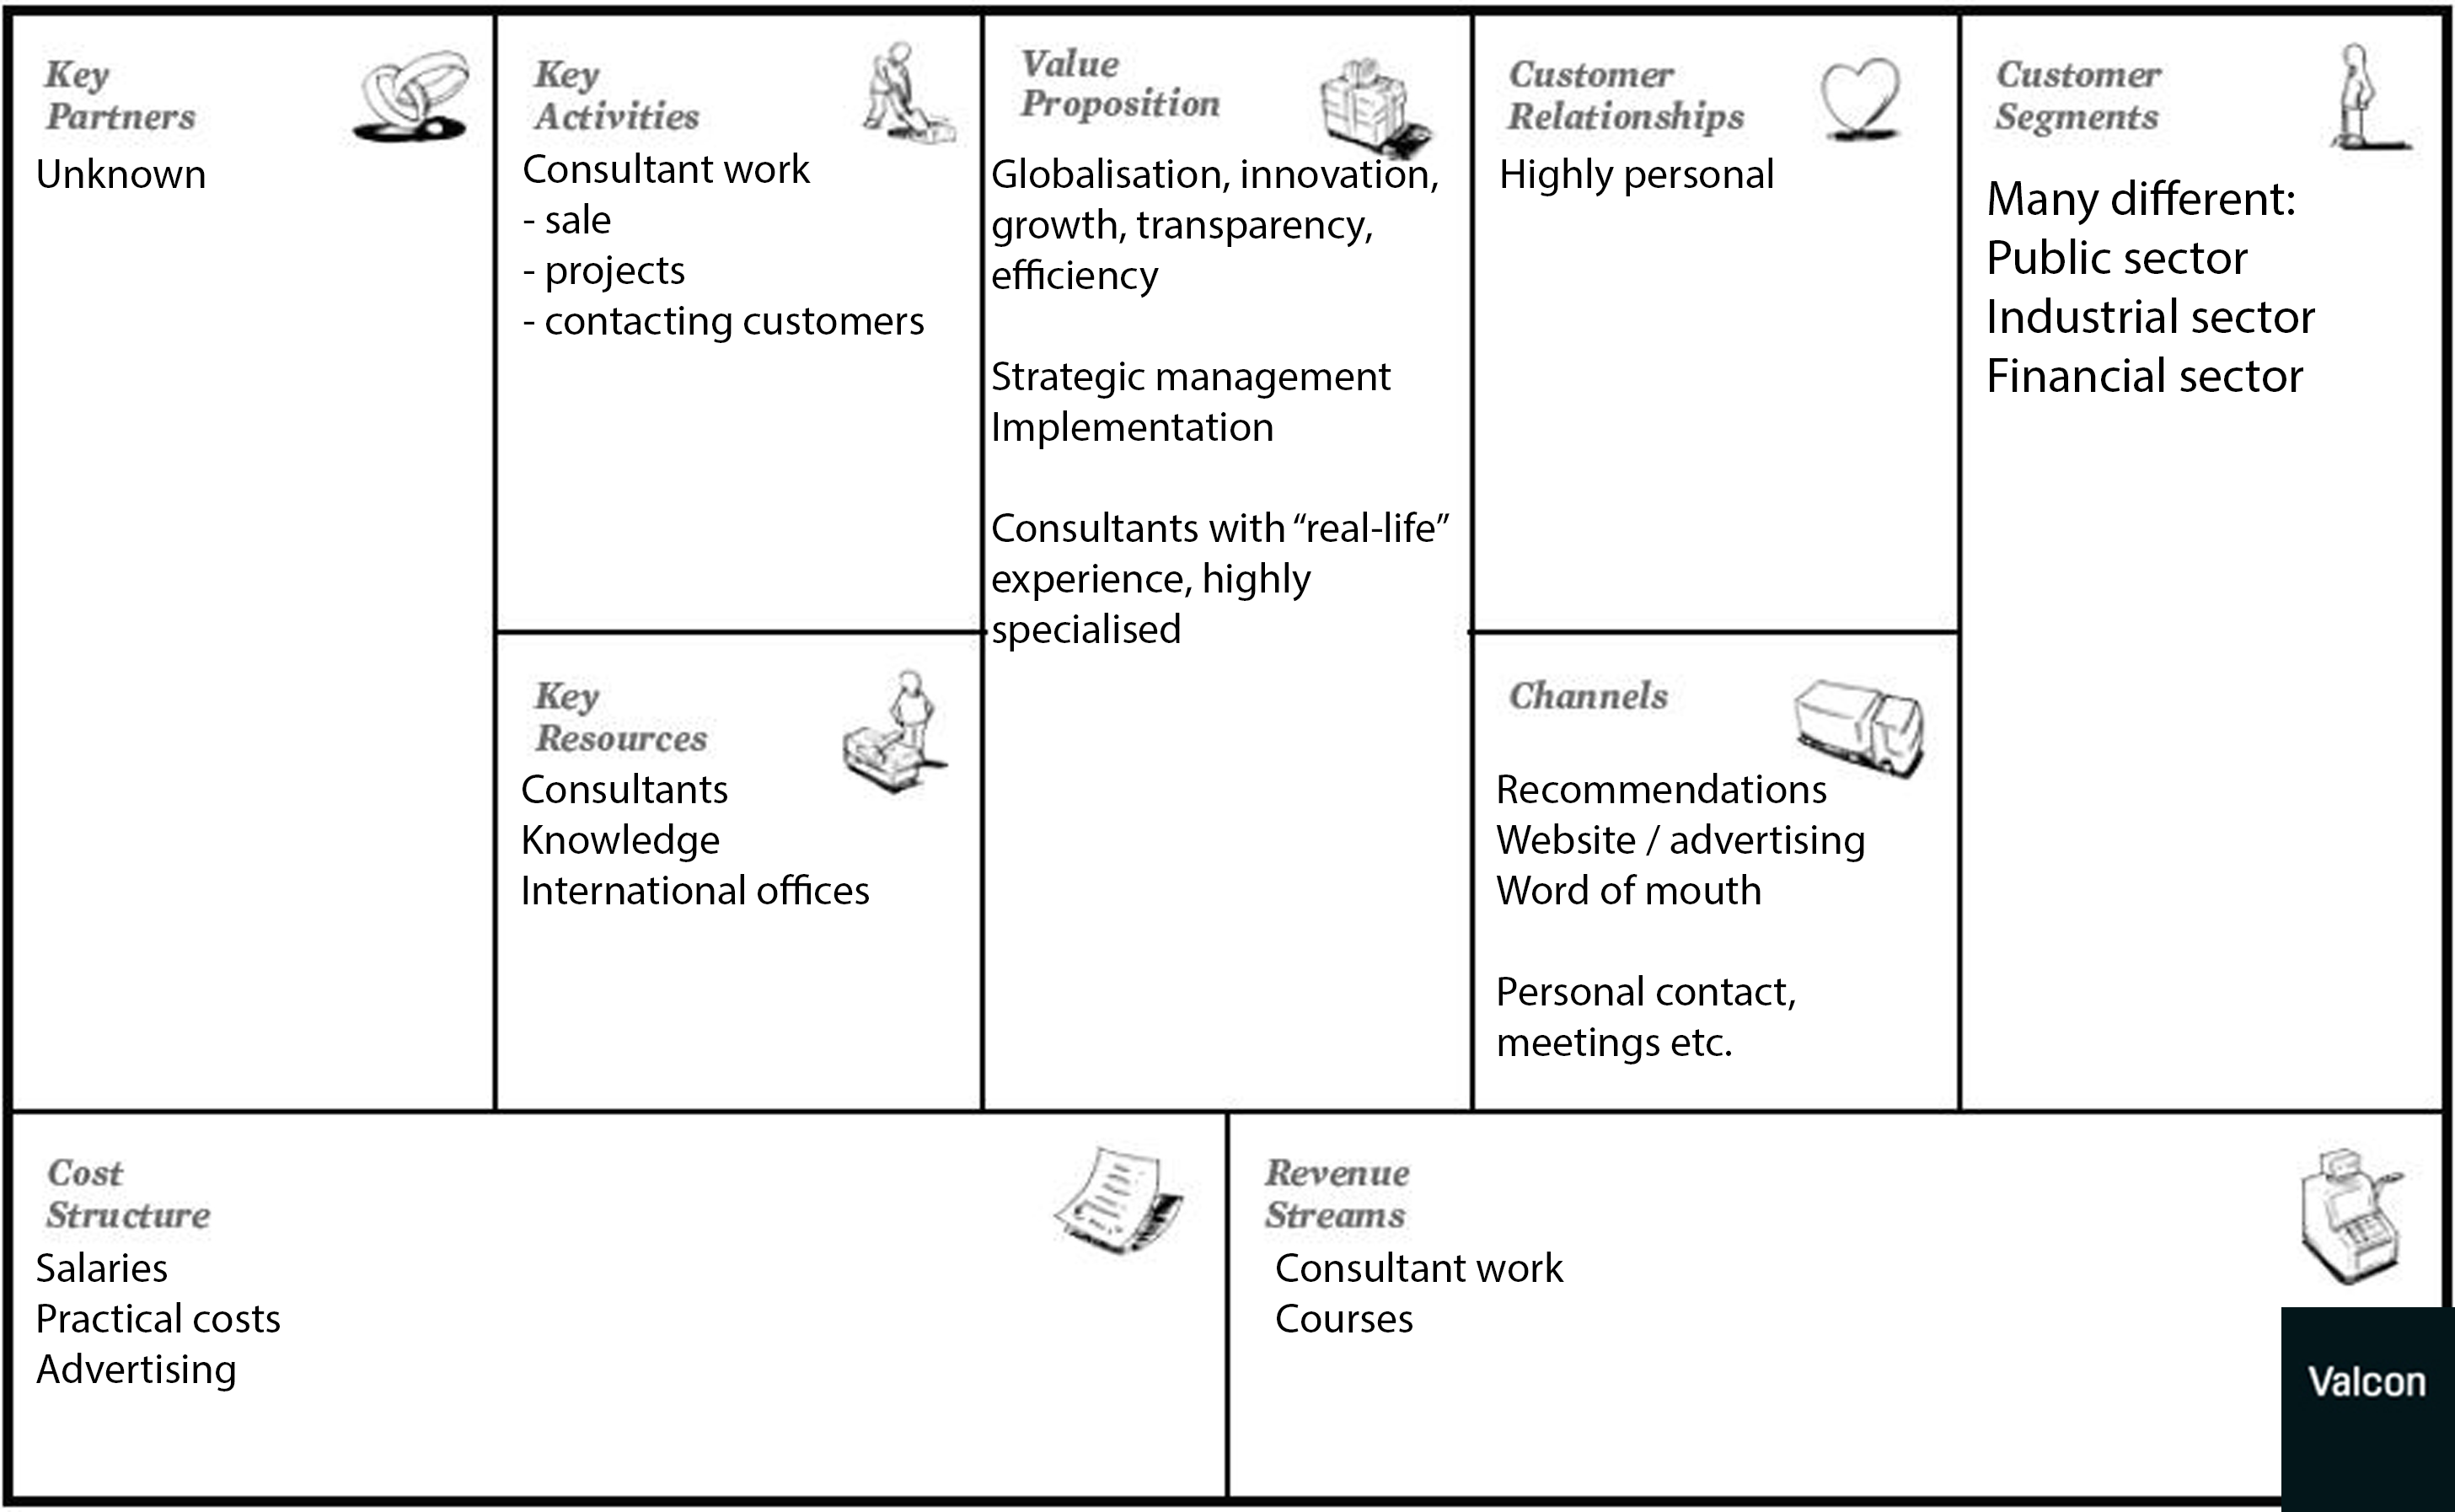 Key
Partners
Unknown
Key
Activities
Consultant work
- sale
- projects
- contacting customers
Key
Resources
Consultants
Knowledge
International offices
Value
Proposition
Globalisation, innovation,
growth, transparency,
efficiency
Strategic management
Implementation
Consultants with “real-life”
experience, highly
specialised
Customer
Relationships
Highly personal
Channels
Recommendations
Website / advertising
Word of mouth
Personal contact,
meetings etc.
Customer
Segments
Many different:
Public sector
Industrial sector
Financial sector
Cost
Structure
Salaries
Practical costs
Advertising
Revenue
Streams
Consultant work
Courses
Valcon